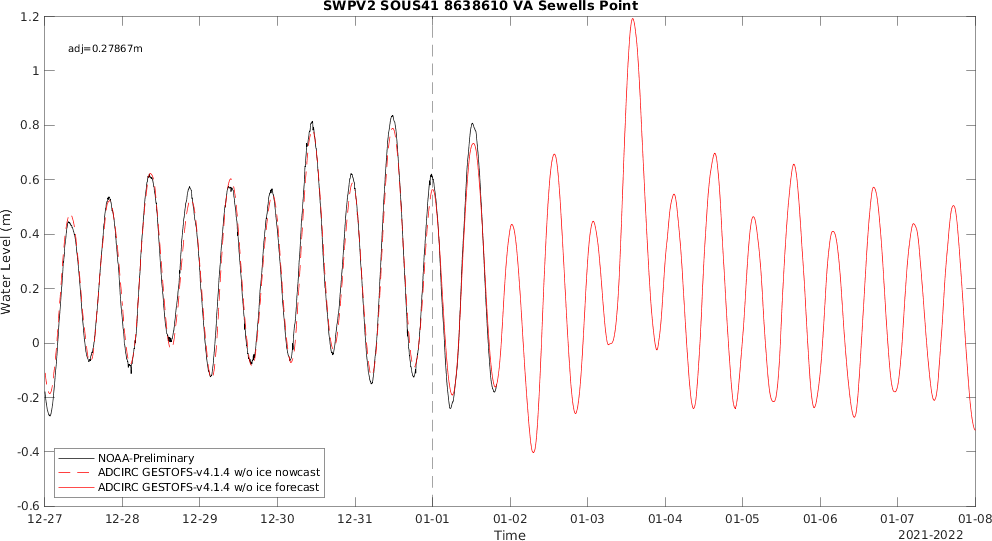 SWPV2 SOUS41 8638610 VA Sewells Point
adj=0.27867m
1.2
1
0.8
0.6
0.4
0.2
0
-0.2
-0.4
-0.6
Water Level (m)
NOAA-Preliminary
ADCIRC GESTOFS-v4.1.4 w/o ice nowcast
ADCIRC GESTOFS-v4.1.4 w/o ice forecast
12-27 12-28 12-29 12-30 12-31 01-01 01-02 01-03 01-04 01-05 01-06 01-07 01-08
Time
2021-2022